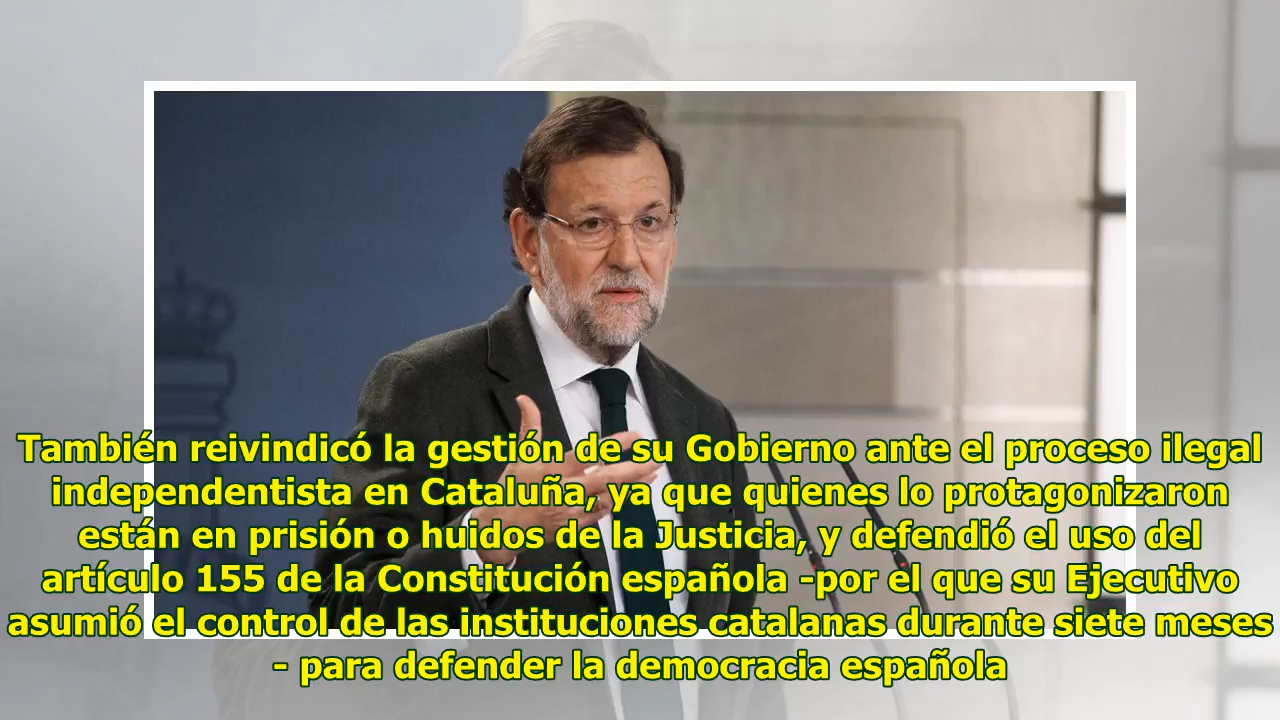 También reivindicó la gestión de su Gobierno ante el proceso ilegal
independentista en Cataluña, ya que quienes lo protagonizaron
están en prisión o huidos de la Justicia, y defendió el uso del
artículo 155 de la Constitución española -por el que su Ejecutivo
asumió el control de las instituciones catalanas durante siete meses
- para defender la democracia española